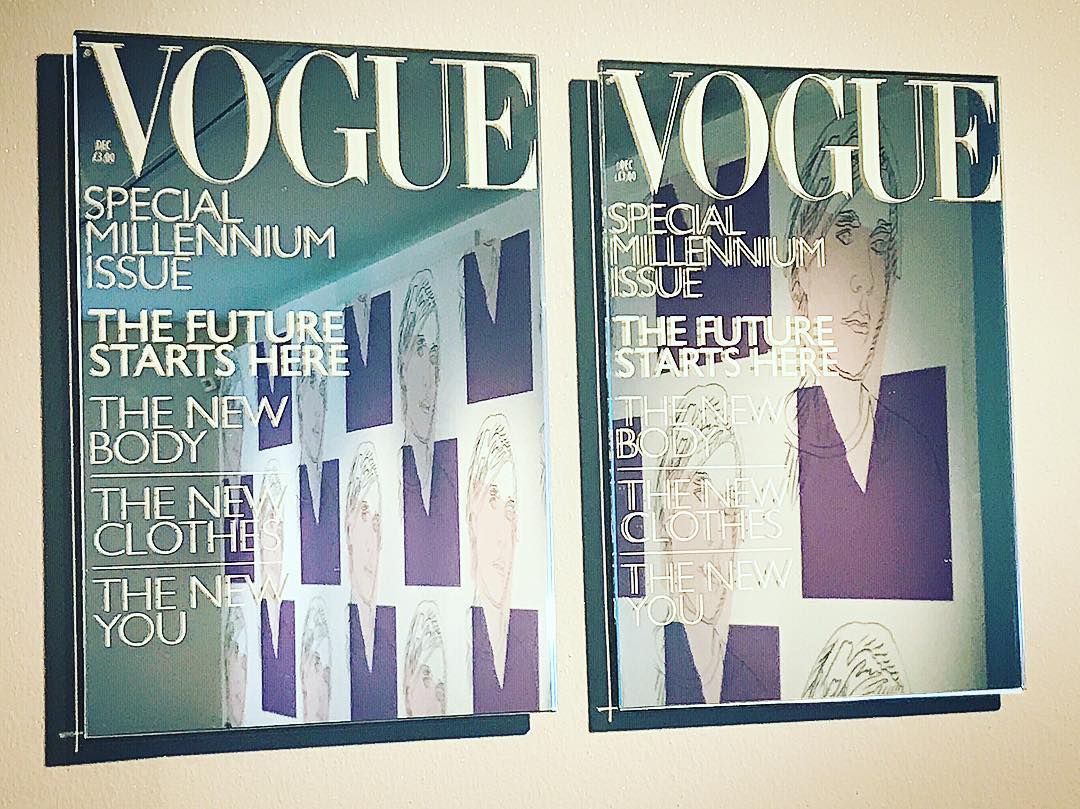 VOGUE
DEC
£3.00
SPECIAL
MILLENNIUM
ISSUE
THE FUTURE
STARTS HERE
THE NEW
BODY
THE NEW
CLOTHES
THE NEW
YOU
VOGUE
DEC
£3.00
SPECIAL
MILLENNIUM
ISSUE
THE FUTURE
STARTS HERE
THE NEW
BODY
THE NEW
CLOTHES
THE NEW
YOU